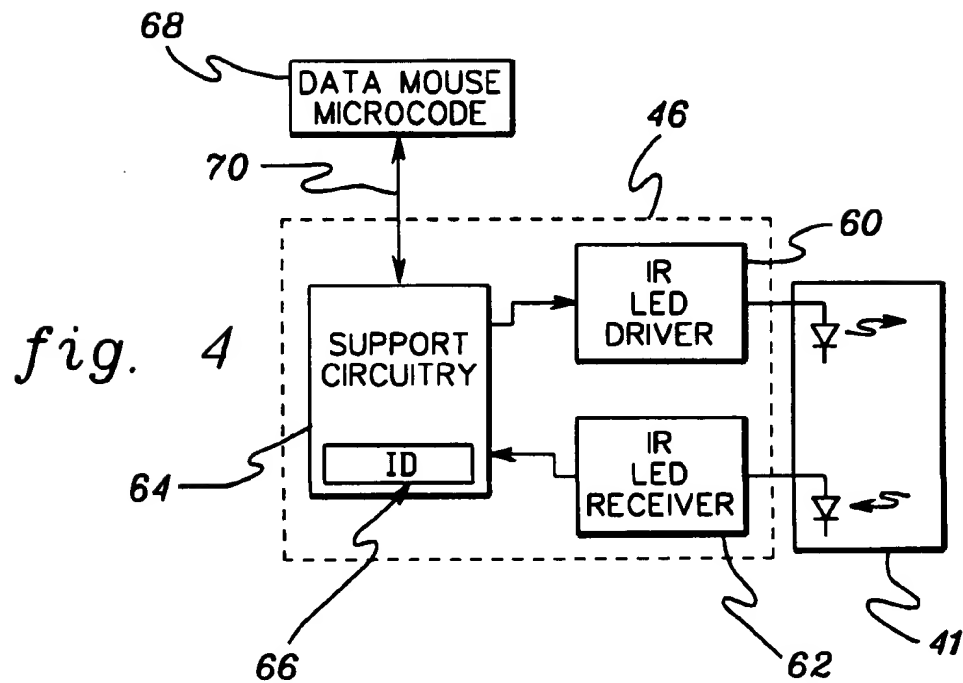 68
DATA MOUSE
MICROCODE
70
46
60
IR
LED
DRIVER
fig. 4
SUPPORT
CIRCUITRY
ID
64
IR
LED
RECEIVER
66
62
41